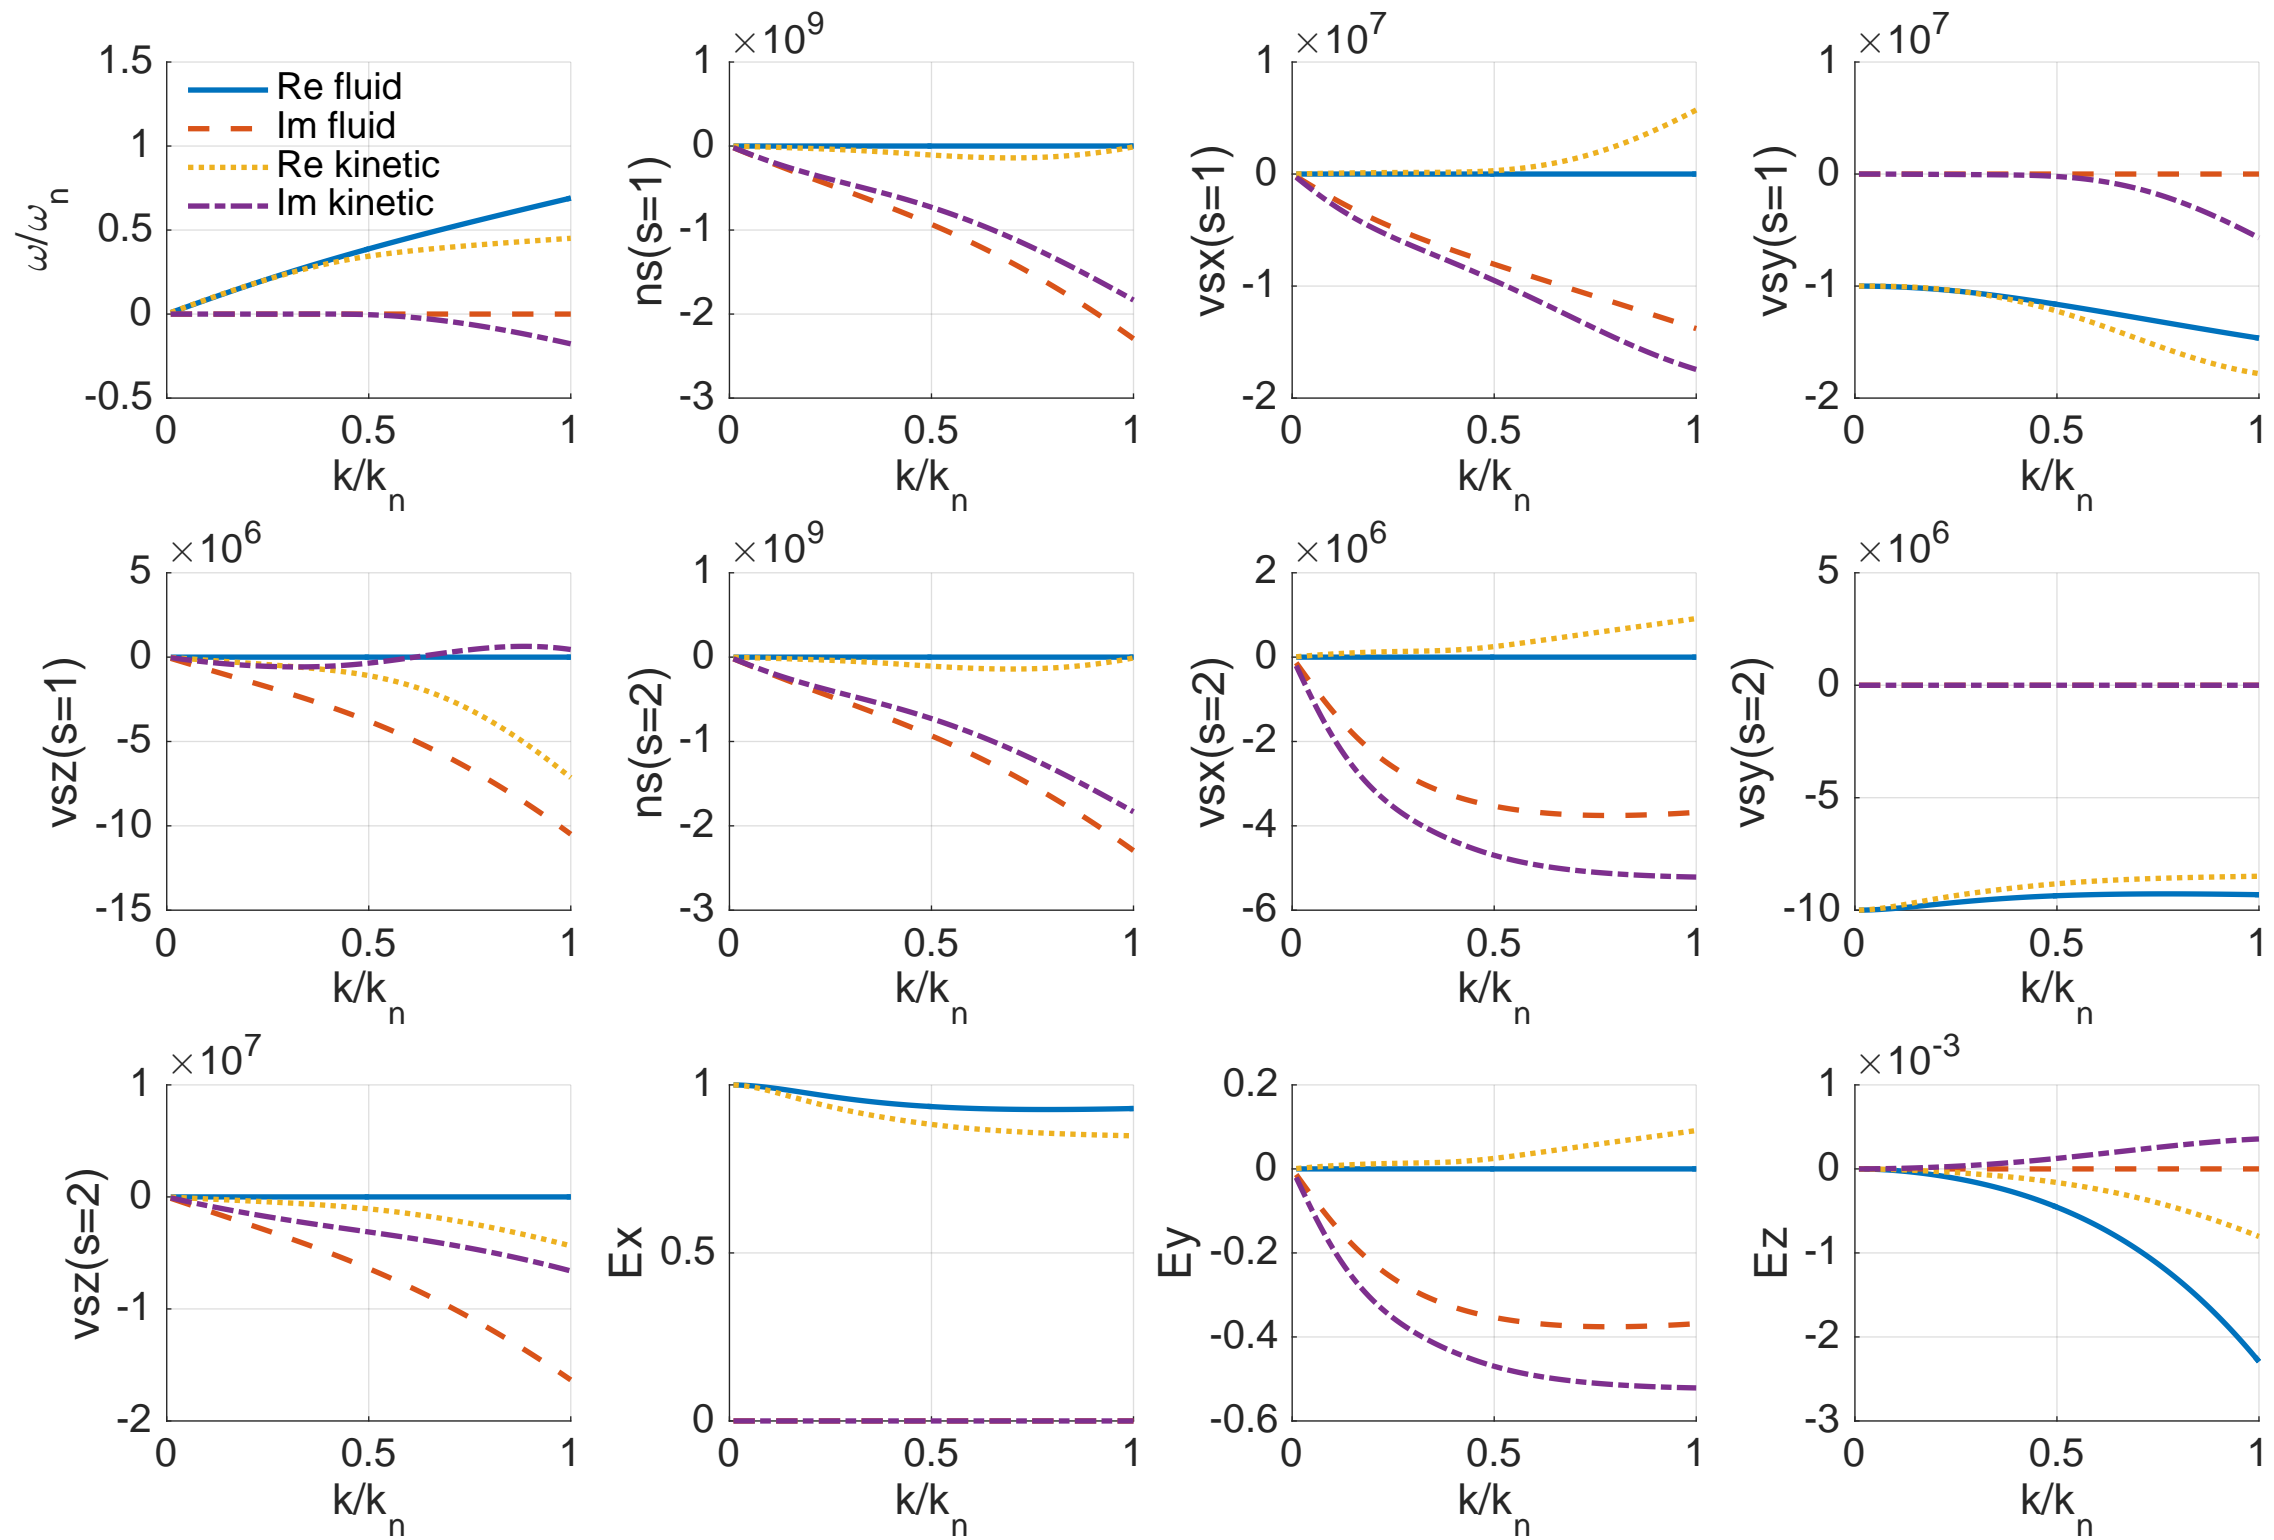 1.5
1
0.5
0
-0.5
ω/ω_n
Re fluid
Im fluid
Re kinetic
Im kinetic
0 0.5 1
k/k_n
×10^9
1
0
-1
-2
-3
ns(s=1)
0 0.5 1
k/k_n
×10^7
1
0
-1
-2
vsx(s=1)
0 0.5 1
k/k_n
×10^7
1
0
-1
-2
vsy(s=1)
0 0.5 1
k/k_n
×10^6
5
0
-5
-10
-15
vsz(s=1)
0 0.5 1
k/k_n
×10^9
1
0
-1
-2
-3
ns(s=2)
0 0.5 1
k/k_n
×10^6
2
0
-2
-4
-6
vsx(s=2)
0 0.5 1
k/k_n
×10^6
5
0
-5
-10
vsy(s=2)
0 0.5 1
k/k_n
×10^7
1
0
-1
-2
vsz(s=2)
0 0.5 1
k/k_n
1
0.5
0
Ex
0 0.5 1
k/k_n
0.2
0
-0.2
-0.4
-0.6
Ey
0 0.5 1
k/k_n
×10^-3
1
0
-1
-2
-3
Ez
0 0.5 1
k/k_n